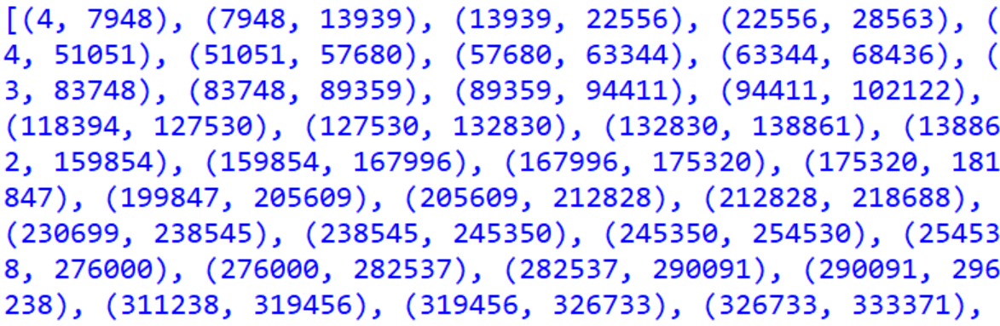 [(4, 7948), (7948, 13939), (13939, 22556), (22556, 28563), (
4, 51051), (51051, 57680), (57680, 63344), (63344, 68436), (
3, 83748), (83748, 89359), (89359, 94411), (94411, 102122),
(118394, 127530), (127530, 132830), (132830, 138861), (13886
2, 159854), (159854, 167996), (167996, 175320), (175320, 181
847), (199847, 205609), (205609, 212828), (212828, 218688),
(230699, 238545), (238545, 245350), (245350, 254530), (25453
8, 276000), (276000, 282537), (282537, 290091), (290091, 296
238), (311238, 319456), (319456, 326733), (326733, 333371),